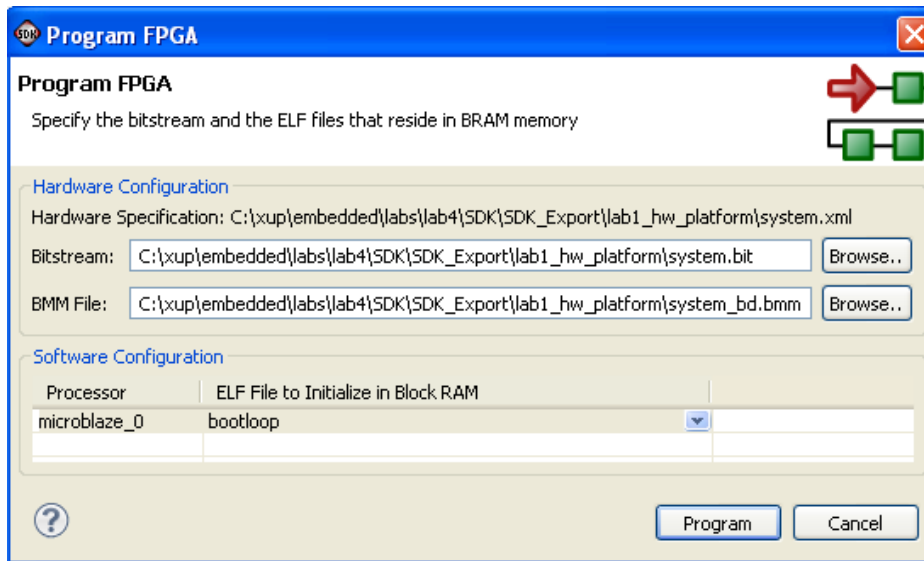 SDK Program FPGA
Program FPGA
Specify the bitstream and the ELF files that reside in BRAM memory
Hardware Configuration
Hardware Specification: C:\xup\embedded\labs\lab4\SDK\SDK_Export\lab1_hw_platform\system.xml
Bitstream: C:\xup\embedded\labs\lab4\SDK\SDK_Export\lab1_hw_platform\system.bit Browse..
BMM File: C:\xup\embedded\labs\lab4\SDK\SDK_Export\lab1_hw_platform\system_bd.bmm Browse..
Software Configuration
Processor ELF File to Initialize in Block RAM
microblaze_0 bootloop
? Program Cancel